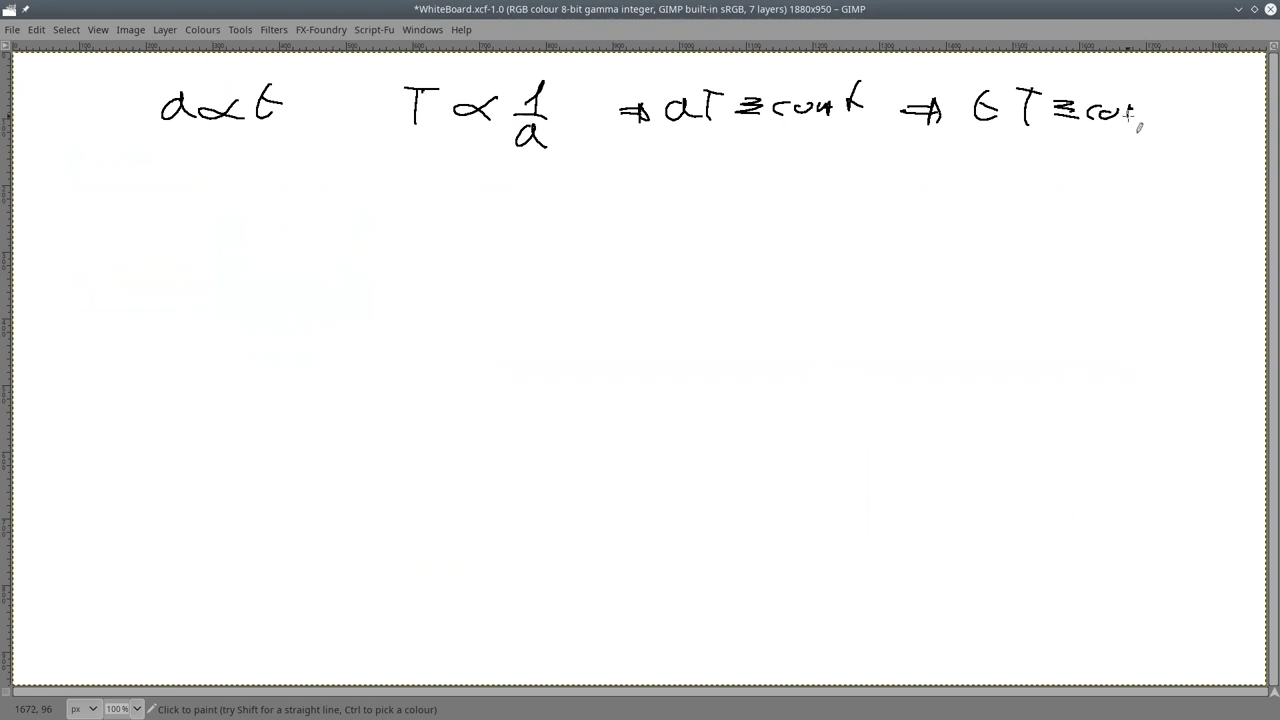 *WhiteBoard.xcf-1.0 (RGB colour 8-bit gamma integer, GIMP built-in sRGB, 7 layers) 1880x950 – GIMP
File Edit Select View Image Layer Colours Tools Filters FX-Foundry Script-Fu Windows Help
a ∝ t T ∝ 1/a ⇒ aT ≡ const ⇒ t T ≡ co
1672, 96 px 100% Click to paint (try Shift for a straight line, Ctrl to pick a colour)